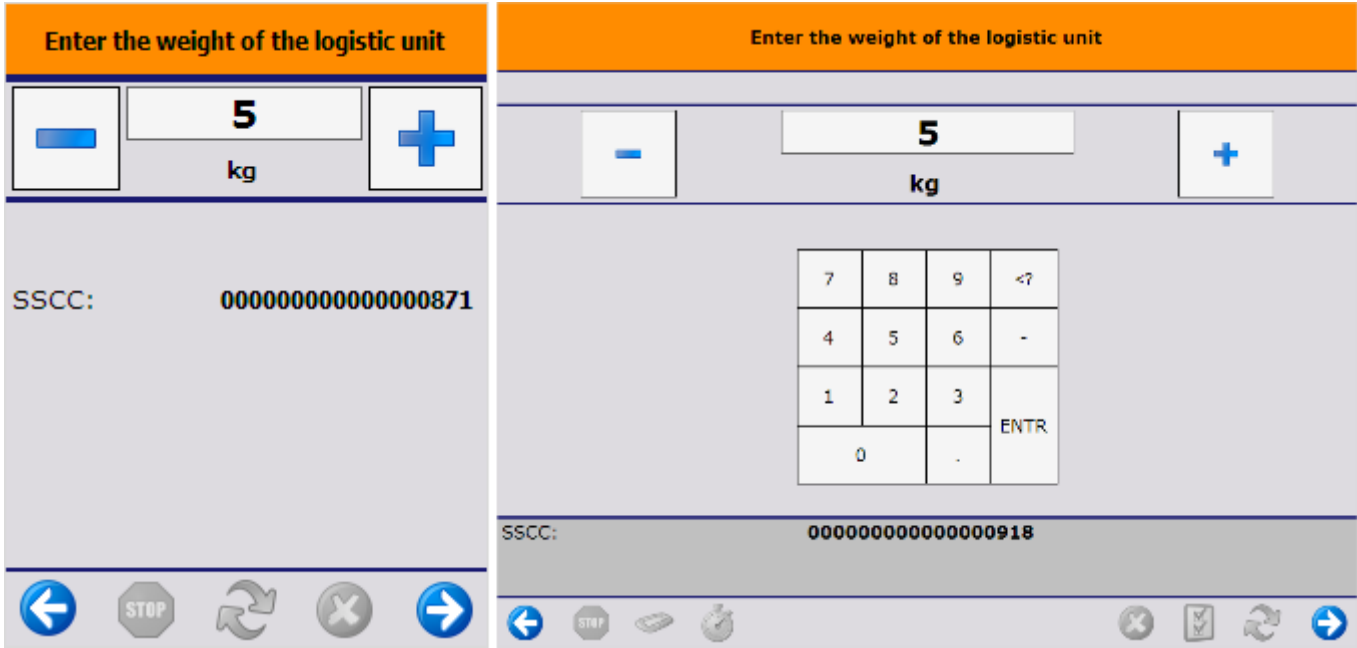 Enter the weight of the logistic unit
5
kg
SSCC: 000000000000000871
STOP
Enter the weight of the logistic unit
5
kg
7 8 9 <?
4 5 6 -
1 2 3
ENTR
0 .
SSCC: 000000000000000918
STOP